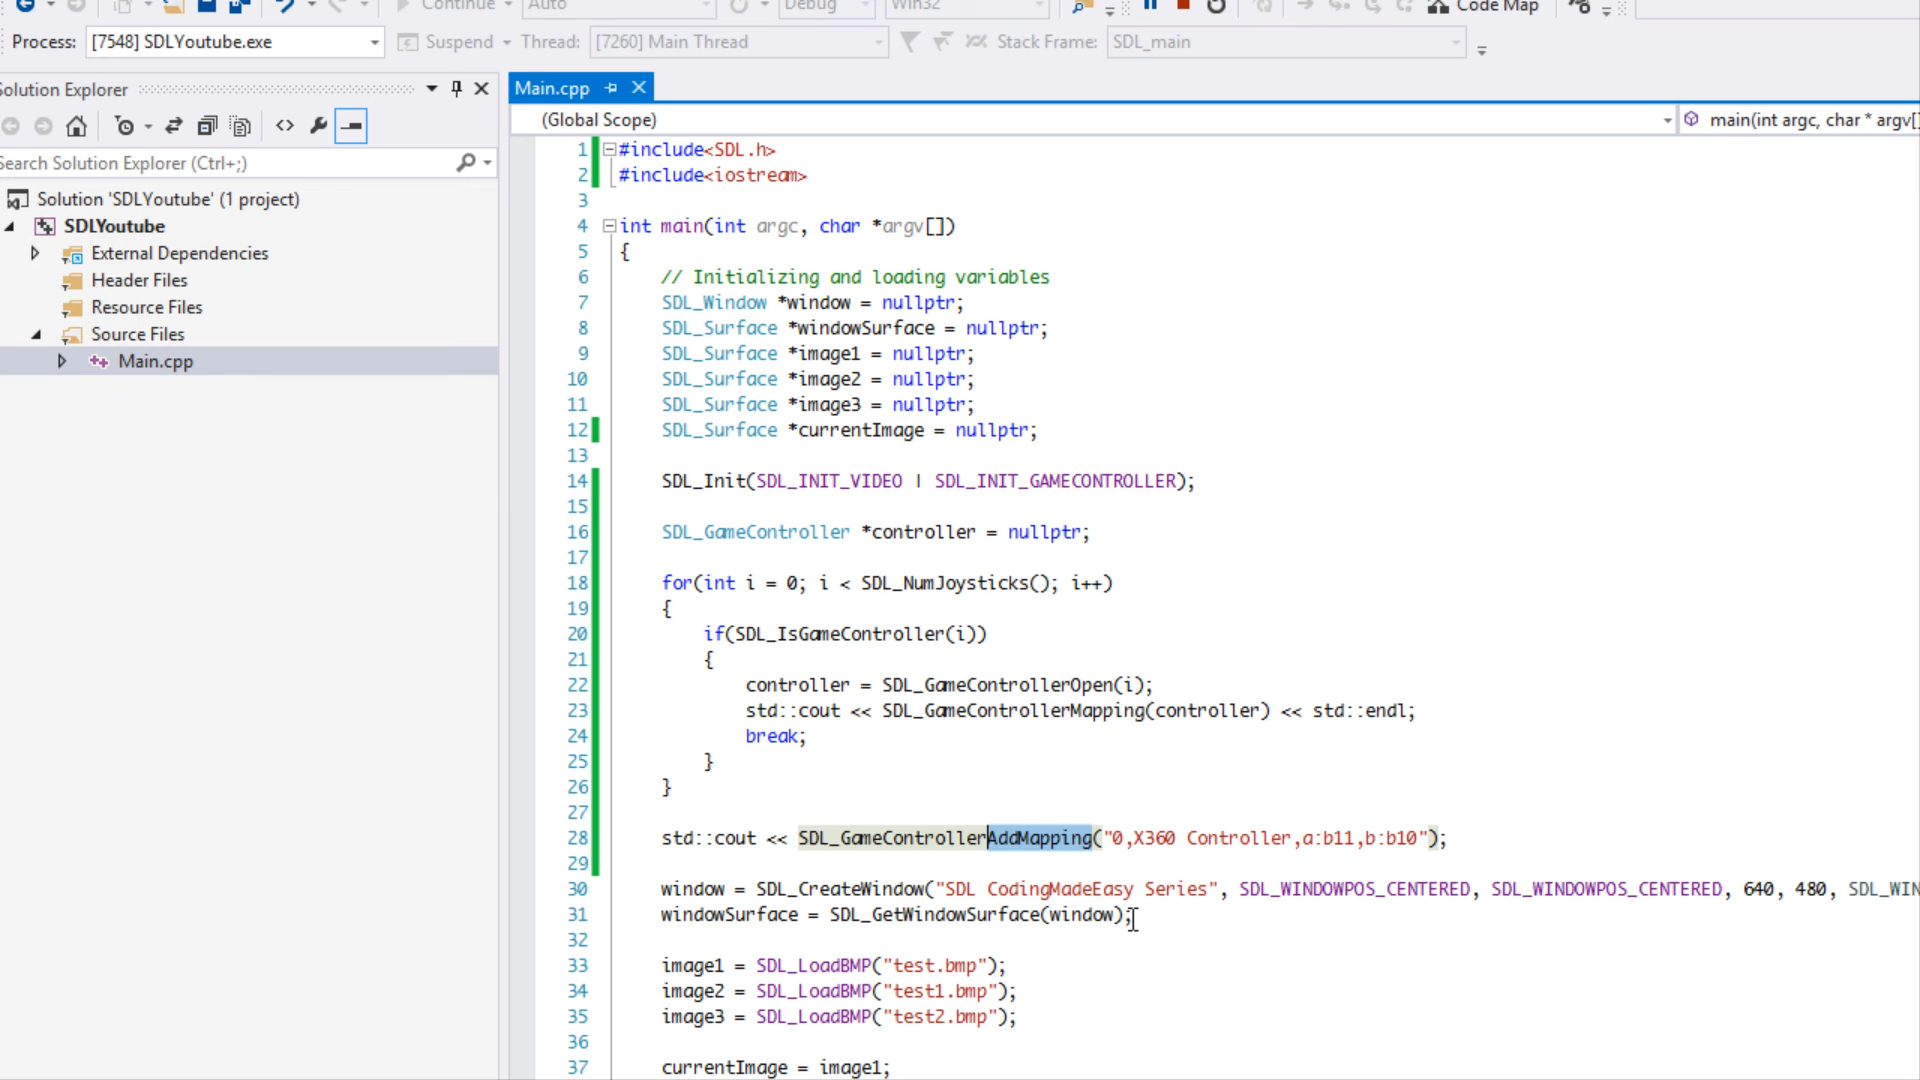 Continue Auto Debug Win32 Code Map
Process: [7548] SDLYoutube.exe Suspend Thread: [7260] Main Thread Stack Frame: SDL_main
Solution Explorer
Search Solution Explorer (Ctrl+;)
Solution 'SDLYoutube' (1 project)
SDLYoutube
External Dependencies
Header Files
Resource Files
Source Files
Main.cpp
Main.cpp
(Global Scope) main(int argc, char * argv[]
1 #include<SDL.h>
2 #include<iostream>
3
4 int main(int argc, char *argv[])
5 {
6 // Initializing and loading variables
7 SDL_Window *window = nullptr;
8 SDL_Surface *windowSurface = nullptr;
9 SDL_Surface *image1 = nullptr;
10 SDL_Surface *image2 = nullptr;
11 SDL_Surface *image3 = nullptr;
12 SDL_Surface *currentImage = nullptr;
13
14 SDL_Init(SDL_INIT_VIDEO | SDL_INIT_GAMECONTROLLER);
15
16 SDL_GameController *controller = nullptr;
17
18 for(int i = 0; i < SDL_NumJoysticks(); i++)
19 {
20 if(SDL_IsGameController(i))
21 {
22 controller = SDL_GameControllerOpen(i);
23 std::cout << SDL_GameControllerMapping(controller) << std::endl;
24 break;
25 }
26 }
27
28 std::cout << SDL_GameControllerAddMapping("0,X360 Controller,a:b11,b:b10");
29
30 window = SDL_CreateWindow("SDL CodingMadeEasy Series", SDL_WINDOWPOS_CENTERED, SDL_WINDOWPOS_CENTERED, 640, 480, SDL_WIN
31 windowSurface = SDL_GetWindowSurface(window);
32
33 image1 = SDL_LoadBMP("test.bmp");
34 image2 = SDL_LoadBMP("test1.bmp");
35 image3 = SDL_LoadBMP("test2.bmp");
36
37 currentImage = image1;